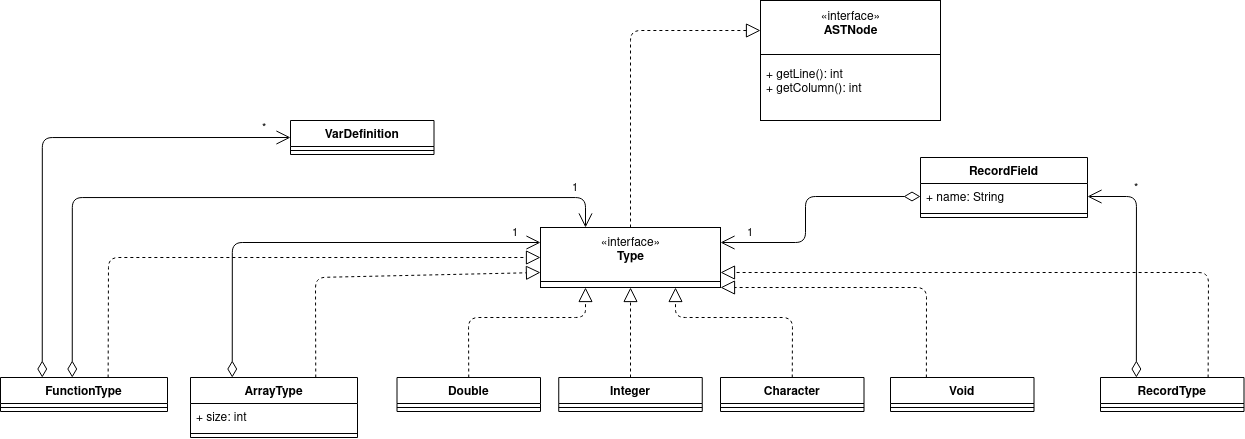 «interface»
ASTNode
+ getLine(): int
+ getColumn(): int
*
VarDefinition
RecordField
+ name: String
*
1
1
1
«interface»
Type
FunctionType
ArrayType
+ size: int
Double
Integer
Character
Void
RecordType